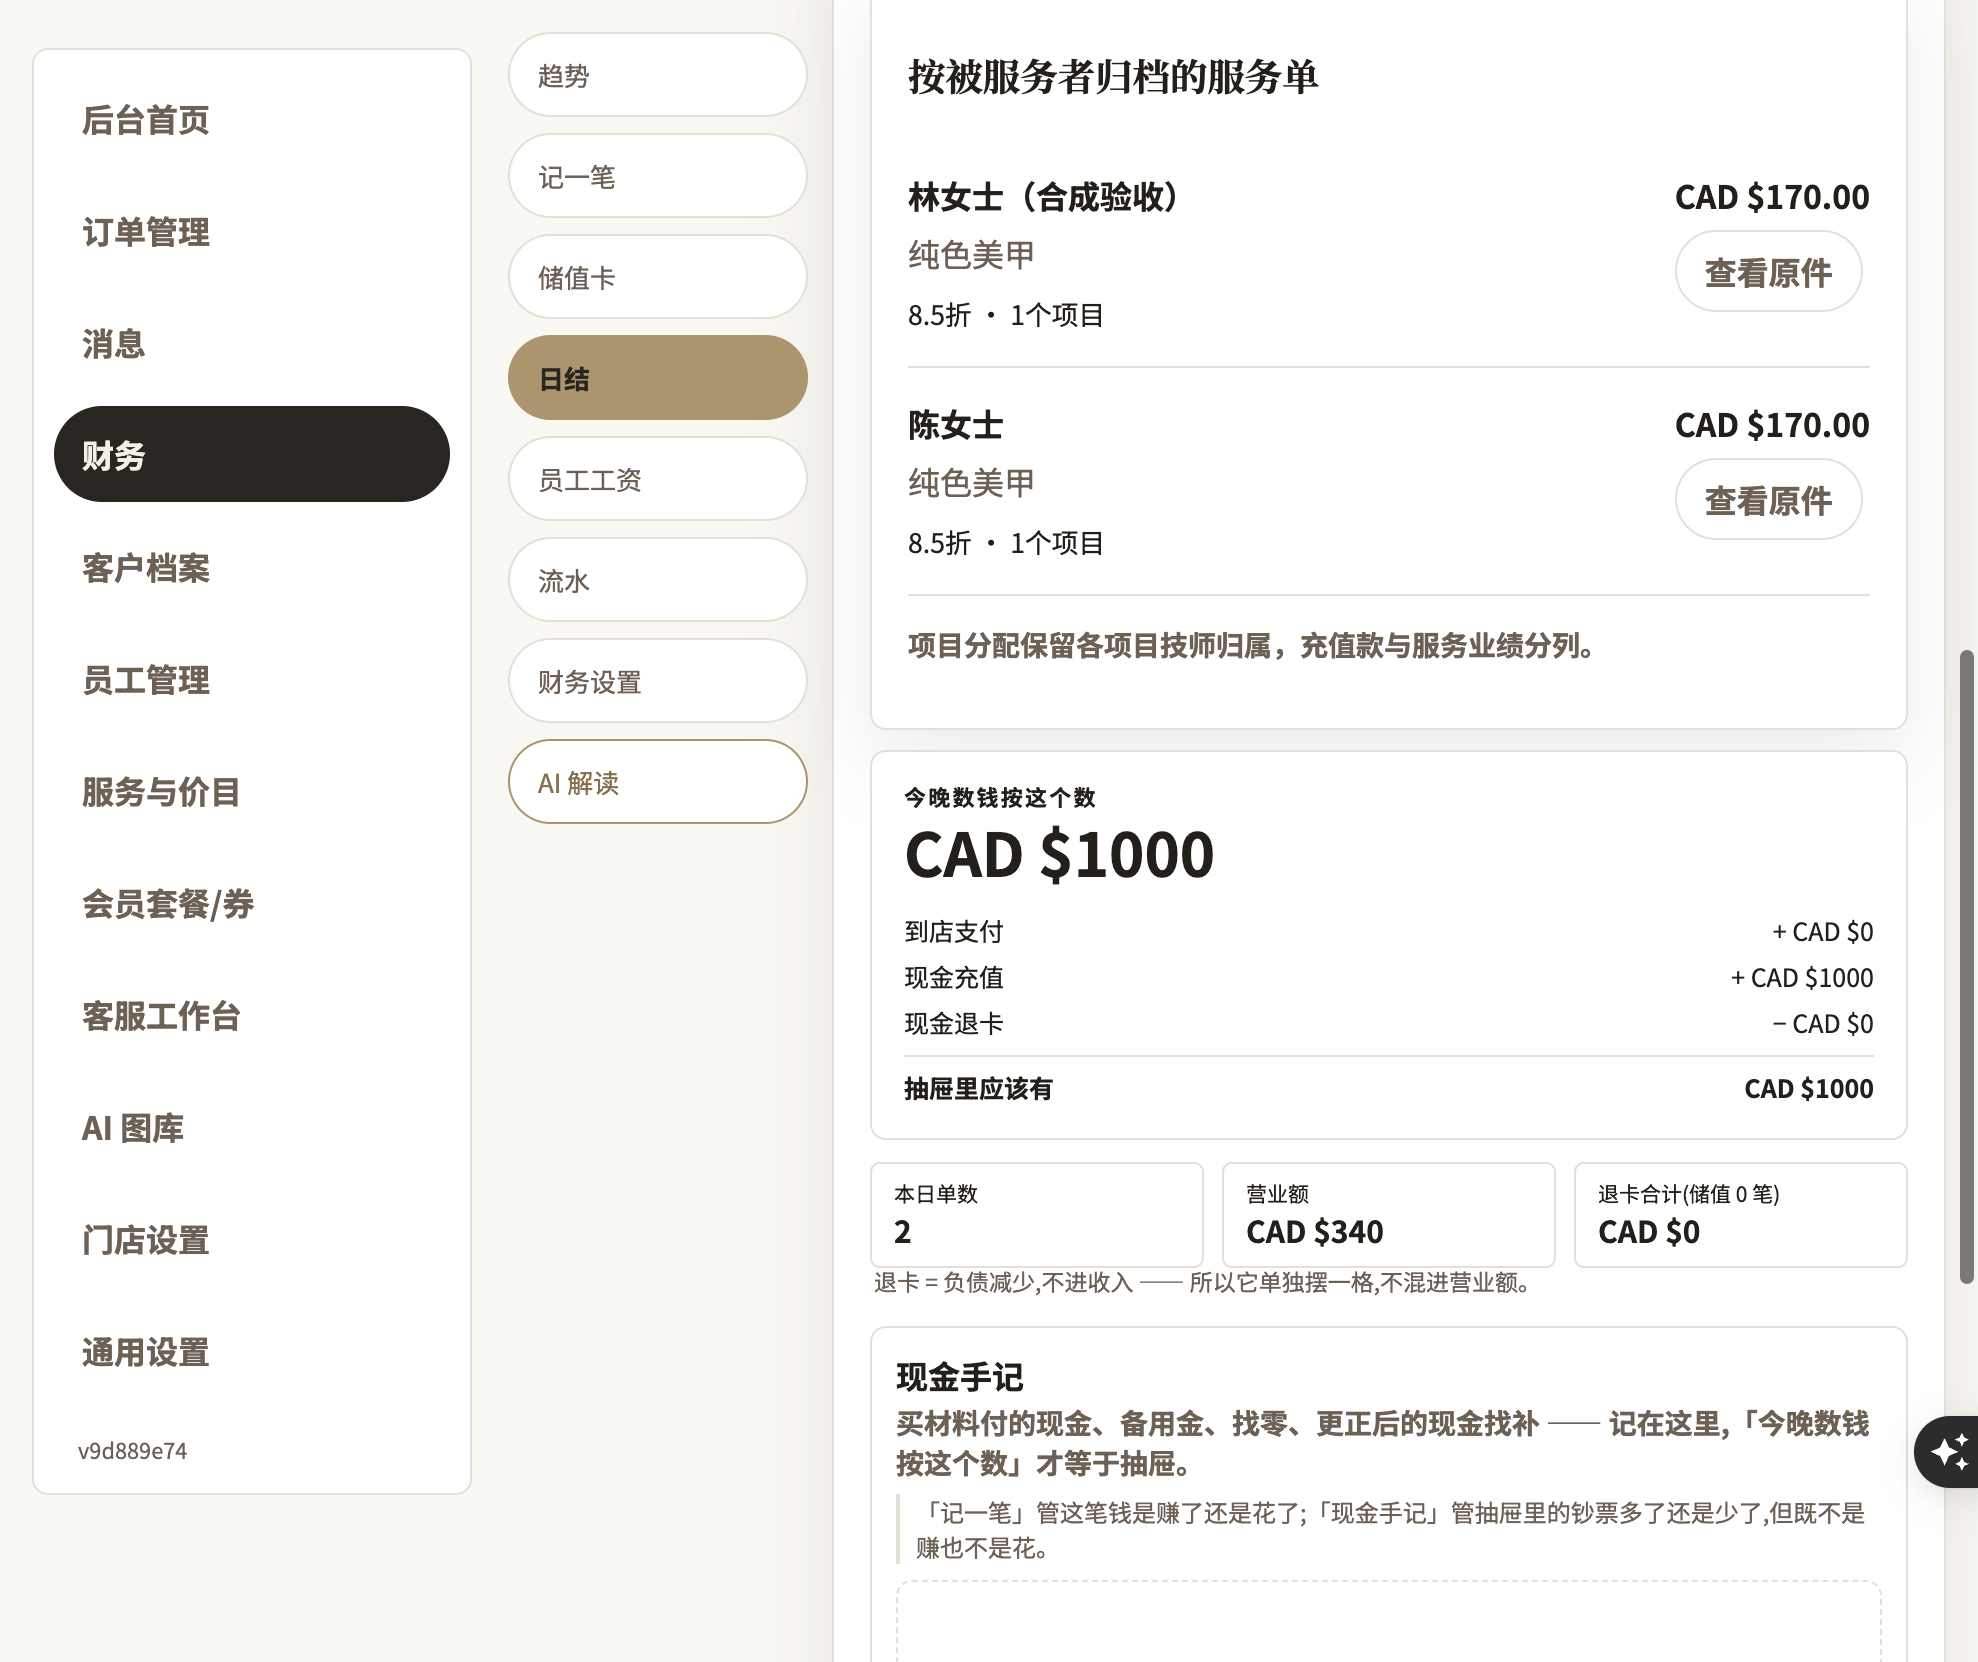 后台首页
订单管理
消息
财务
客户档案
员工管理
服务与价目
会员套餐/券
客服工作台
AI 图库
门店设置
通用设置
v9d889e74
趋势
记一笔
储值卡
日结
员工工资
流水
财务设置
AI 解读
按被服务者归档的服务单
林女士（合成验收）
CAD $170.00
纯色美甲
查看原件
8.5折 · 1个项目
陈女士
CAD $170.00
纯色美甲
查看原件
8.5折 · 1个项目
项目分配保留各项目技师归属，充值款与服务业绩分列。
今晚数钱按这个数
CAD $1000
到店支付 + CAD $0
现金充值 + CAD $1000
现金退卡 − CAD $0
抽屉里应该有 CAD $1000
本日单数
2
营业额
CAD $340
退卡合计(储值 0 笔)
CAD $0
退卡 = 负债减少,不进收入 —— 所以它单独摆一格,不混进营业额。
现金手记
买材料付的现金、备用金、找零、更正后的现金找补 —— 记在这里,「今晚数钱
按这个数」才等于抽屉。
「记一笔」管这笔钱是赚了还是花了;「现金手记」管抽屉里的钞票多了还是少了,但既不是
赚也不是花。